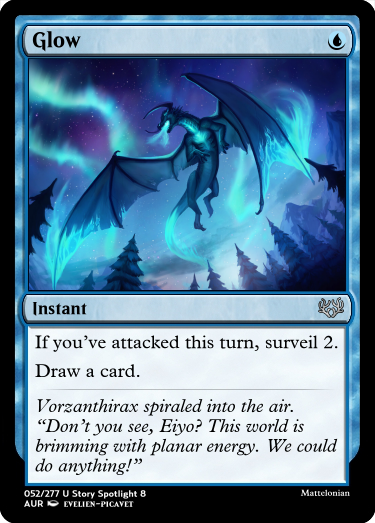 Glow
Instant
If you've attacked this turn, surveil 2.
Draw a card.
Vorzanthirax spiraled into the air.
“Don't you see, Eiyo? This world is
brimming with planar energy. We could
do anything!”
052/277 U Story Spotlight 8
Mattelonian
AUR EVELIEN-PICAVET